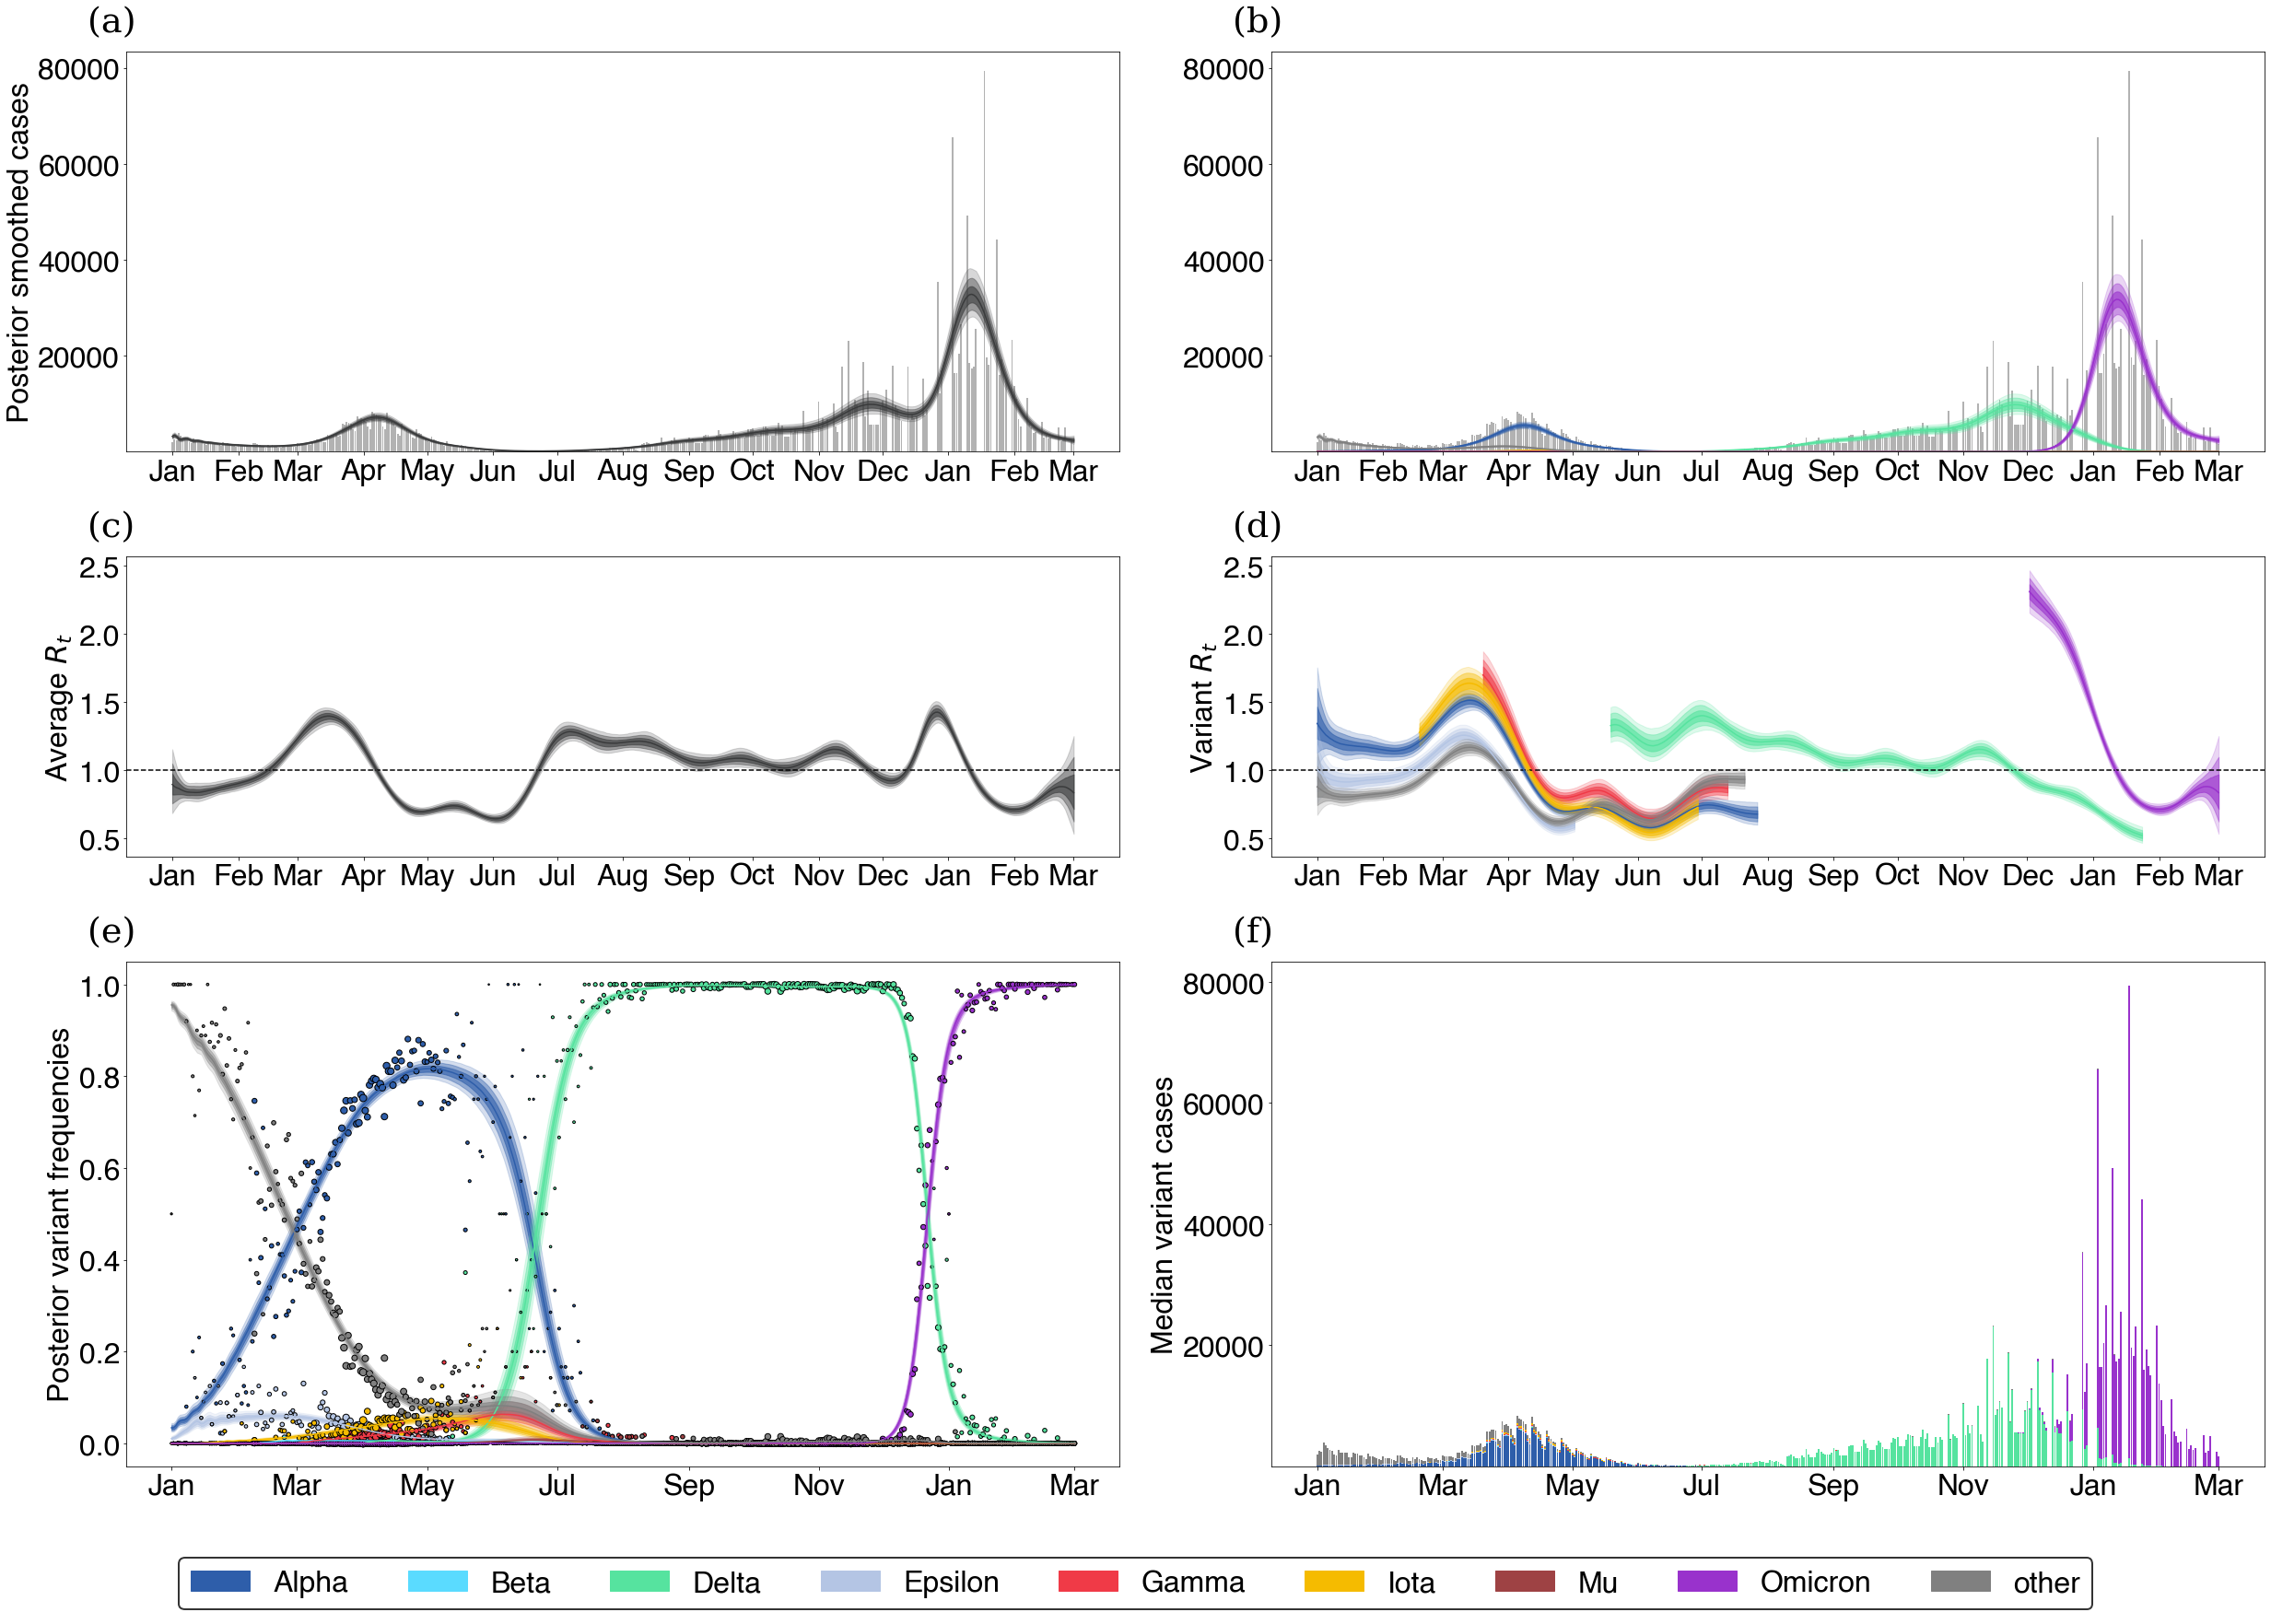 (a)
(b)
Posterior smoothed cases
80000
60000
40000
20000
Jan Feb Mar Apr May Jun Jul Aug Sep Oct Nov Dec Jan Feb Mar
80000
60000
40000
20000
Jan Feb Mar Apr May Jun Jul Aug Sep Oct Nov Dec Jan Feb Mar
(c)
(d)
Average Rt
2.5
2.0
1.5
1.0
0.5
Jan Feb Mar Apr May Jun Jul Aug Sep Oct Nov Dec Jan Feb Mar
Variant Rt
2.5
2.0
1.5
1.0
0.5
Jan Feb Mar Apr May Jun Jul Aug Sep Oct Nov Dec Jan Feb Mar
(e)
(f)
Posterior variant frequencies
1.0
0.8
0.6
0.4
0.2
0.0
Jan Mar May Jul Sep Nov Jan Mar
Median variant cases
80000
60000
40000
20000
Jan Mar May Jul Sep Nov Jan Mar
Alpha Beta Delta Epsilon Gamma Iota Mu Omicron other